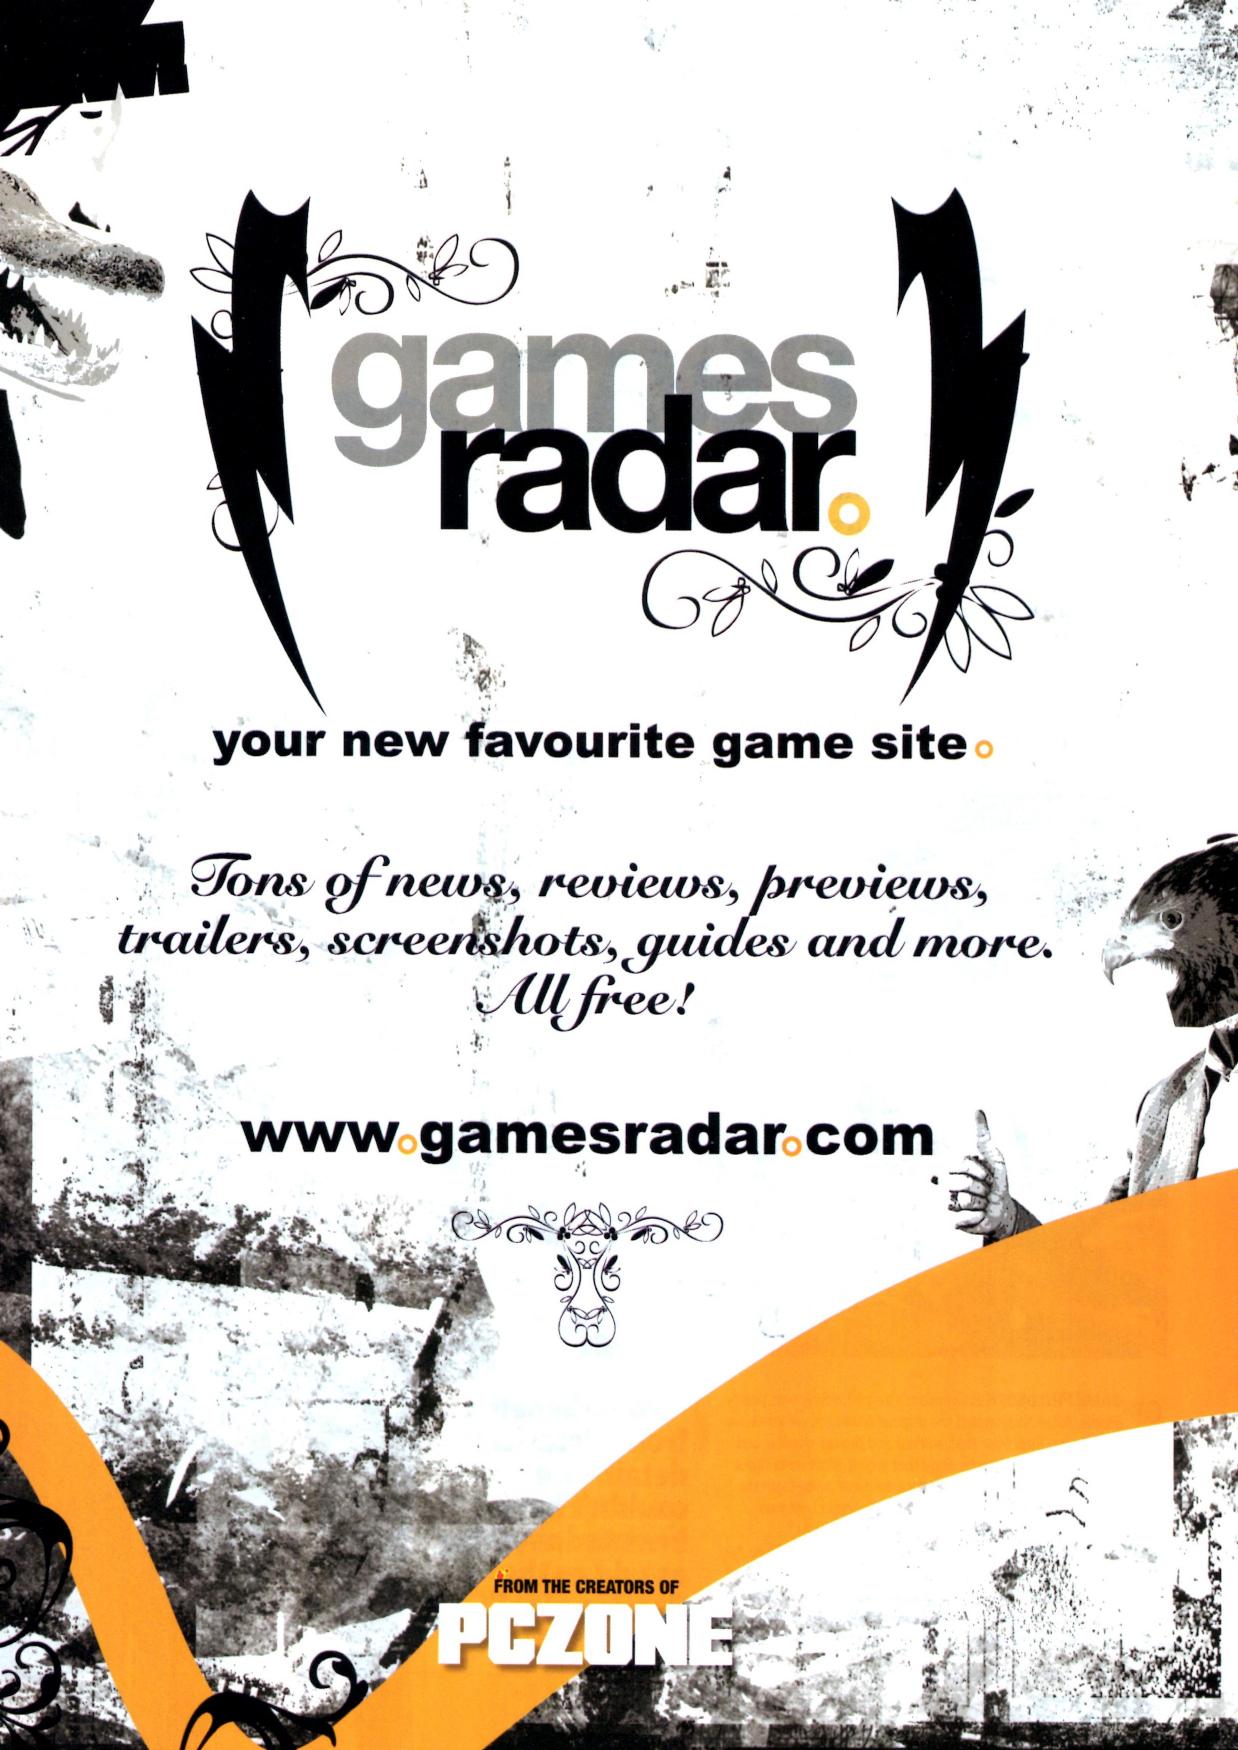 games
radar.
your new favourite game site.
Tons of news, reviews, previews,
trailers, screenshots, guides and more.
All free!
www.gamesradar.com
FROM THE CREATORS OF
PCZONE